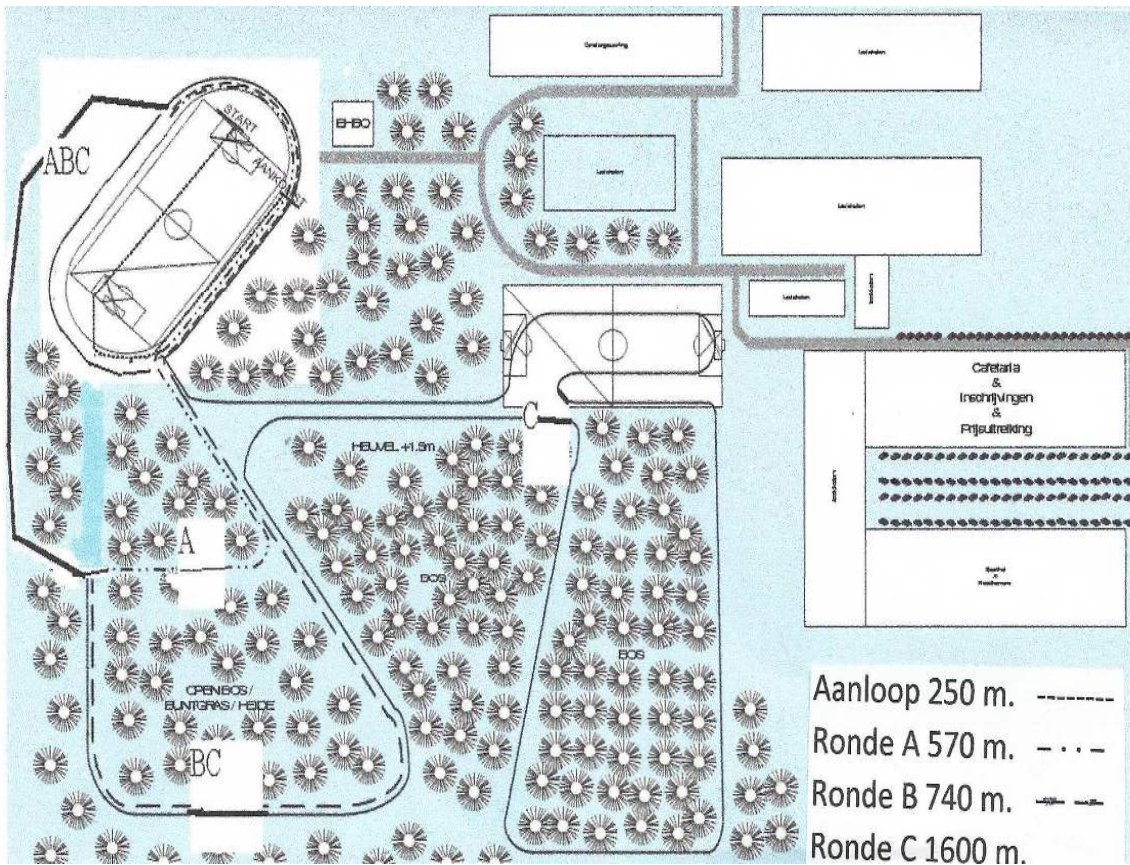 START
AANKOMST
ABC
EHBO
Cafetaria
&
Inschrijvingen
&
Prijsuitreiking
C
HEUVEL +1.5m
A
BOS
BOS
OPEN BOS /
BUNTGRAS / HEIDE
BC
Aanloop 250 m.
Ronde A 570 m.
Ronde B 740 m.
Ronde C 1600 m.